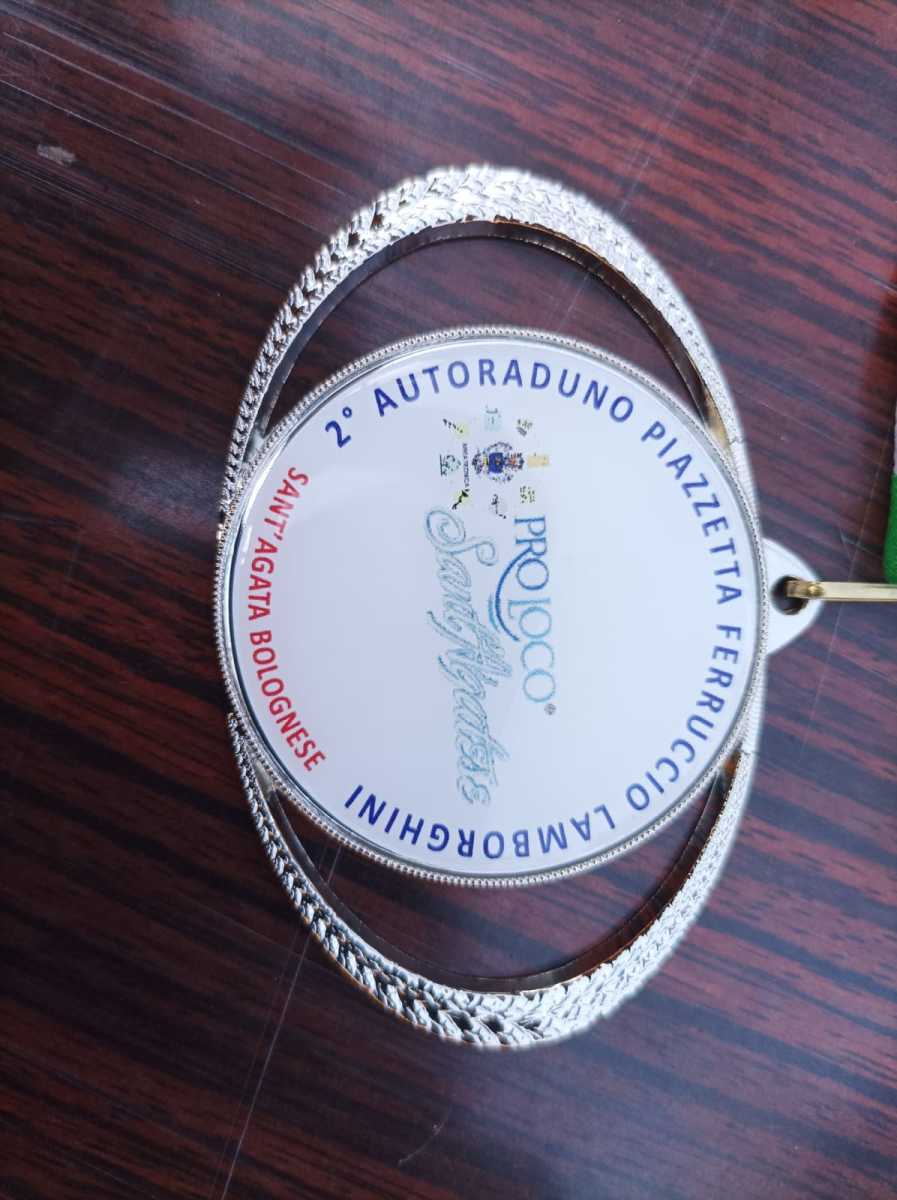 2° AUTORADUNO PIAZZETTA FERRUCCIO LAMBORGHINI
PRO LOCO®
Sant'Agatese
SANT'AGATA BOLOGNESE